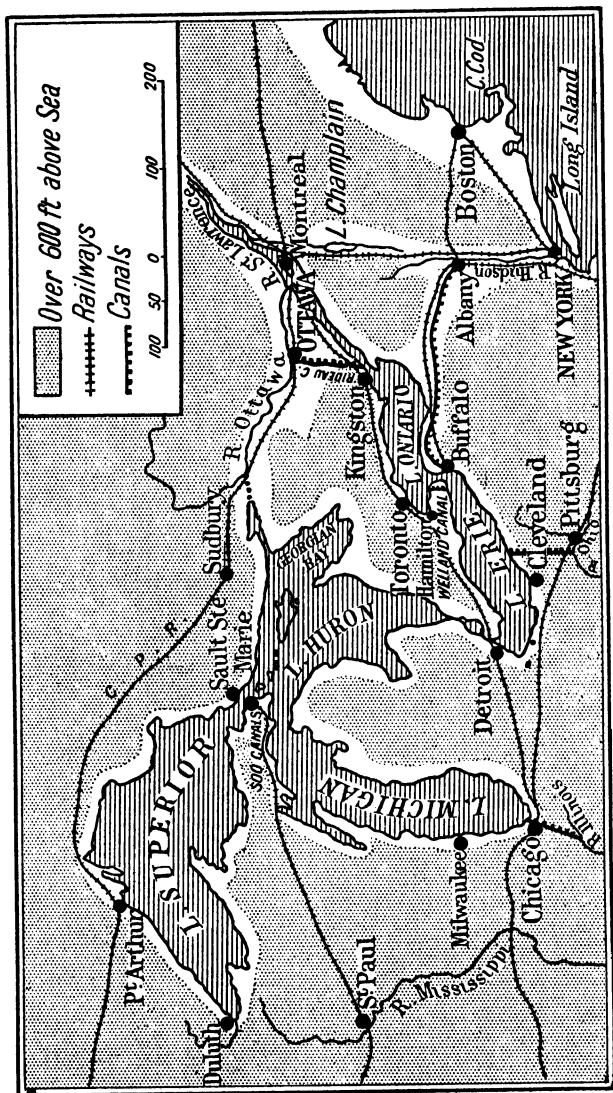 Over 600 ft above Sea
Railways
Canals
100 50 0 100 200
C. P. R.
Pt. Arthur
L. SUPERIOR
Duluth
Sault Ste
Marie
SOO CANALS
Sudbury
R. Ottawa
OTTAWA
Montreal
R. St. Lawrence
L. Champlain
RIDEAU C.
Kingston
GEORGIAN
BAY
L. HURON
L. MICHIGAN
St Paul
R. Mississippi
Milwaukee
Chicago
R. Illinois
Detroit
Toronto
Hamilton
WELLAND CANAL
L. ONTARIO
L. ERIE
Buffalo
Cleveland
Pittsburg
OHIO
R.
Albany
R. Hudson
NEW YORK
Boston
C. Cod
Long Island